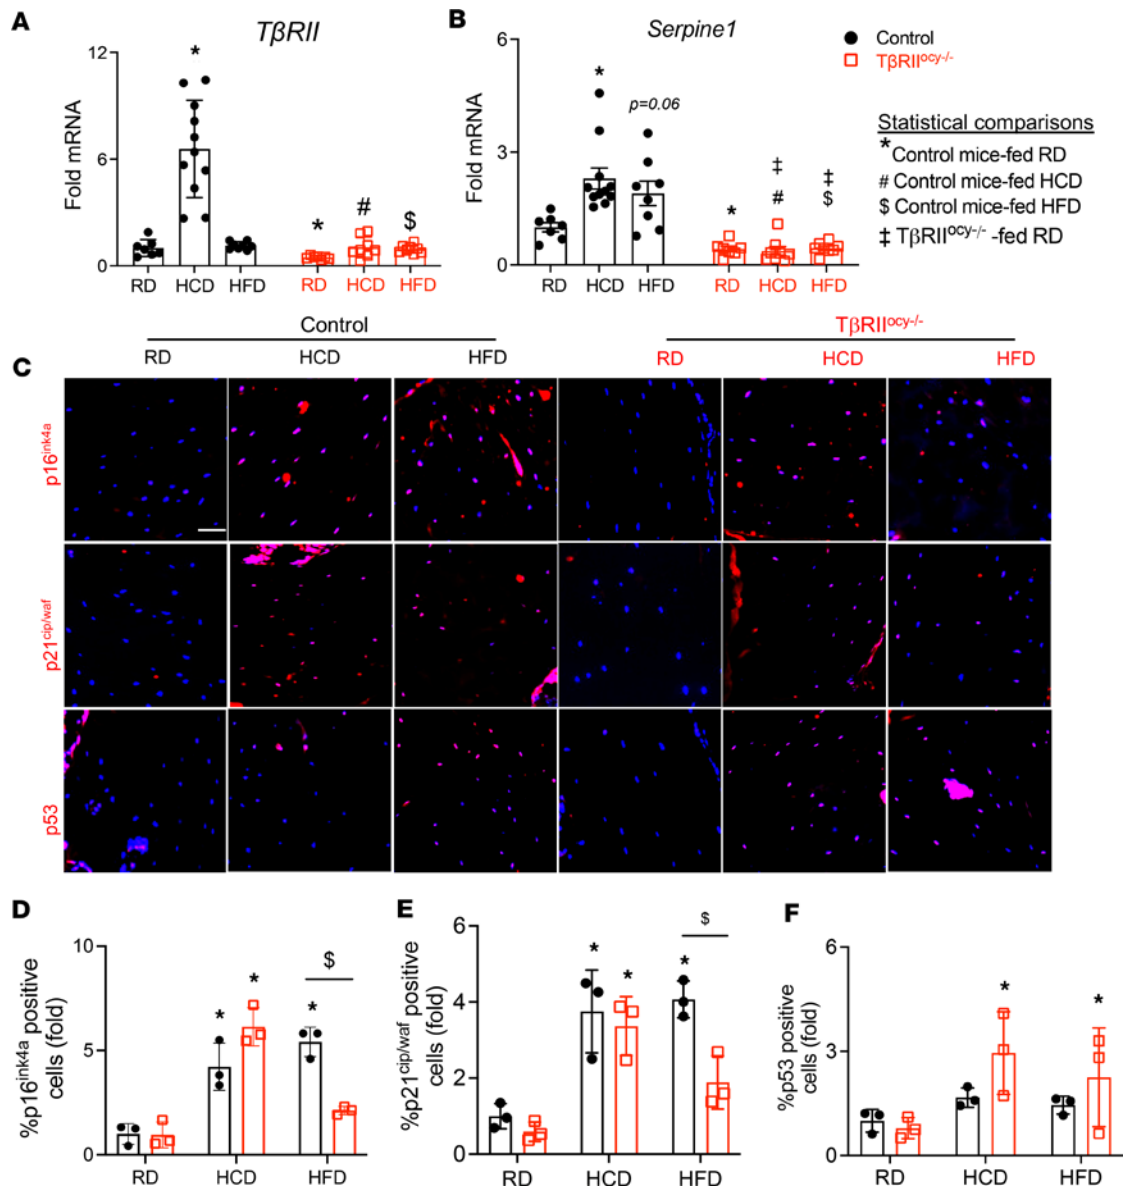 A
TβRII
Fold mRNA
12
6
0
*
*
#
$
RD
HCD
HFD
RD
HCD
HFD
B
Serpine1
Fold mRNA
6
3
0
*
p=0.06
*
‡
#
‡
$
RD
HCD
HFD
RD
HCD
HFD
Control
TβRIIocy-/-
Statistical comparisons
*Control mice-fed RD
# Control mice-fed HCD
$ Control mice-fed HFD
‡ TβRIIocy-/- -fed RD
Control
TβRIIocy-/-
RD
HCD
HFD
RD
HCD
HFD
C
p16ink4a
p21cip/waf
p53
D
%p16ink4a positive
cells (fold)
10
5
0
*
*
*
$
RD
HCD
HFD
E
%p21cip/waf positive
cells (fold)
6
4
2
0
*
*
*
$
RD
HCD
HFD
F
%p53 positive
cells (fold)
6
3
0
*
*
RD
HCD
HFD